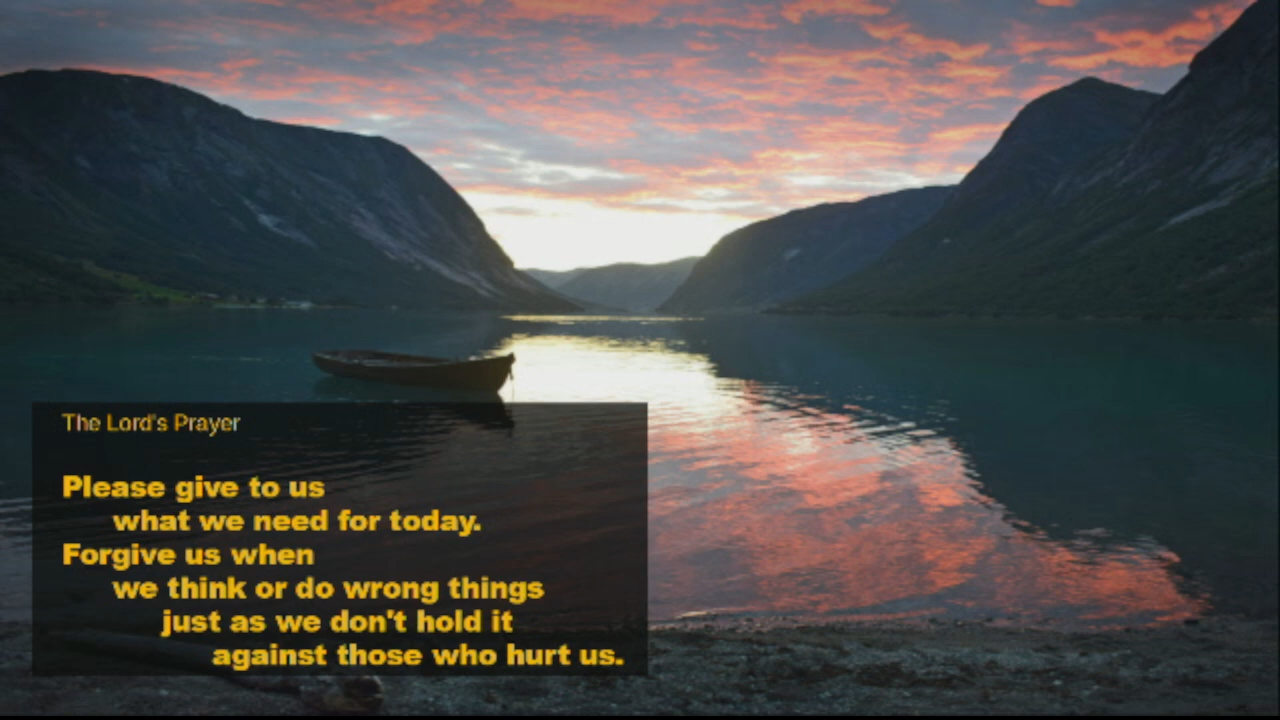 The Lord's Prayer
Please give to us
what we need for today.
Forgive us when
we think or do wrong things
just as we don't hold it
against those who hurt us.